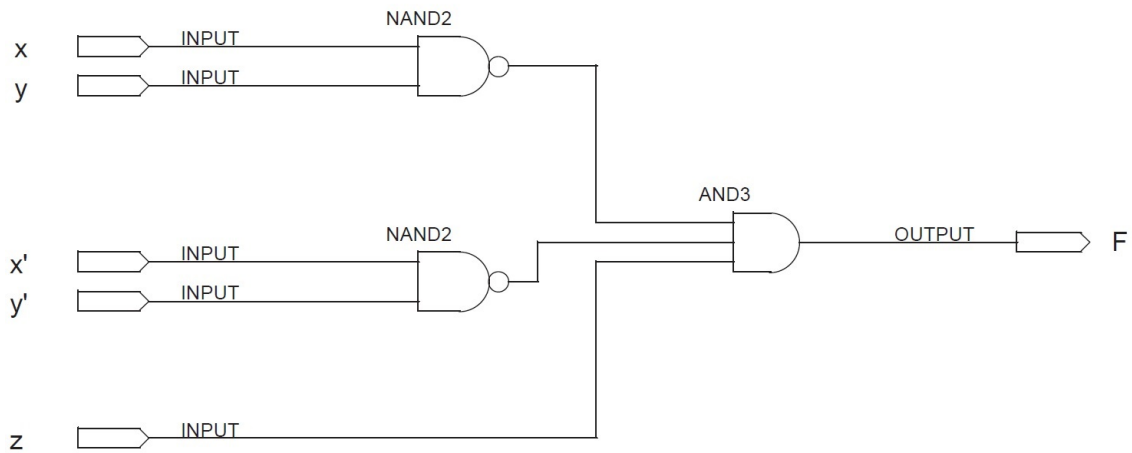 NAND2
x INPUT
y INPUT
AND3
NAND2
x' INPUT
OUTPUT F
y' INPUT
z INPUT